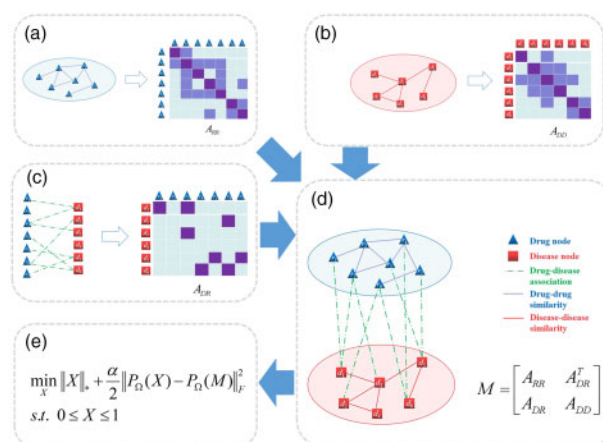 (a)
A_RR
(b)
A_DD
(c)
A_DR
(d)
Drug node
Disease node
Drug-disease
association
Drug-drug
similarity
Disease-disease
similarity
M = [ A_RR A_DR^T
A_DR A_DD ]
(e)
min_X ‖X‖_* + α/2 ‖P_Ω(X) − P_Ω(M)‖_F^2
s.t. 0 ≤ X ≤ 1